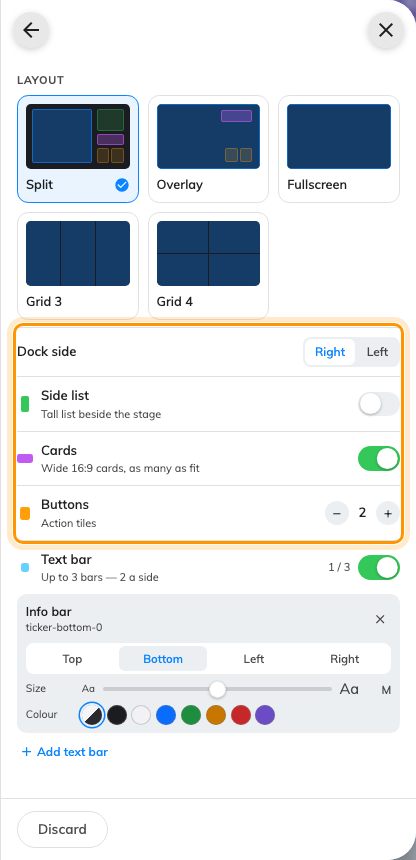 LAYOUT
Split
Overlay
Fullscreen
Grid 3
Grid 4
Dock side
Right
Left
Side list
Tall list beside the stage
Cards
Wide 16:9 cards, as many as fit
Buttons
Action tiles
− 2 +
Text bar
Up to 3 bars — 2 a side
1 / 3
Info bar
ticker-bottom-0
Top
Bottom
Left
Right
Size
Aa
Aa
M
Colour
+ Add text bar
Discard